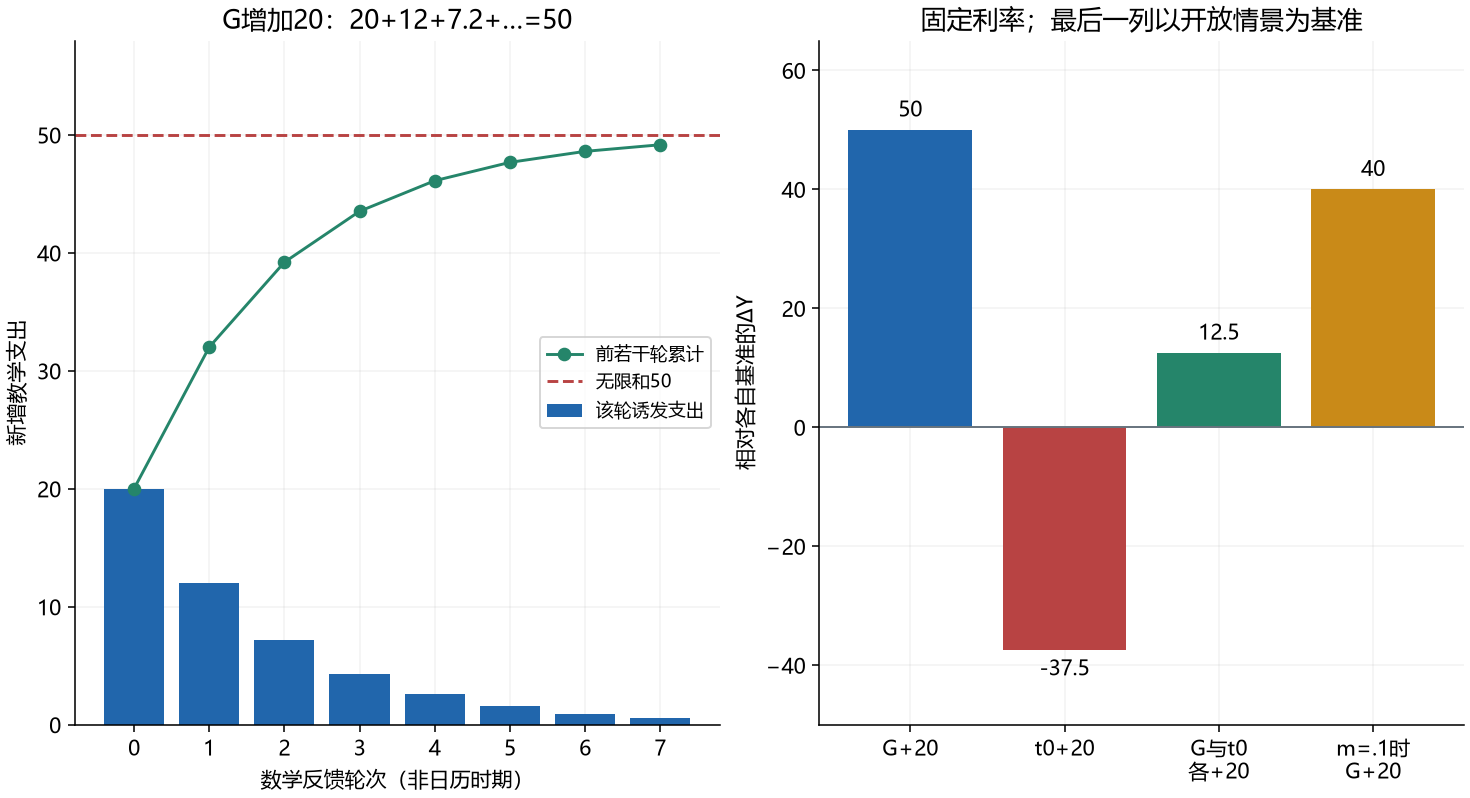 G增加20：20+12+7.2+...=50
新增教学支出
50
40
30
20
10
0
前若干轮累计
无限和50
该轮诱发支出
0 1 2 3 4 5 6 7
数学反馈轮次（非日历时期）
固定利率；最后一列以开放情景为基准
相对各自基准的ΔY
60
40
20
0
−20
−40
50
-37.5
12.5
40
G+20
t0+20
G与t0
各+20
m=.1时
G+20